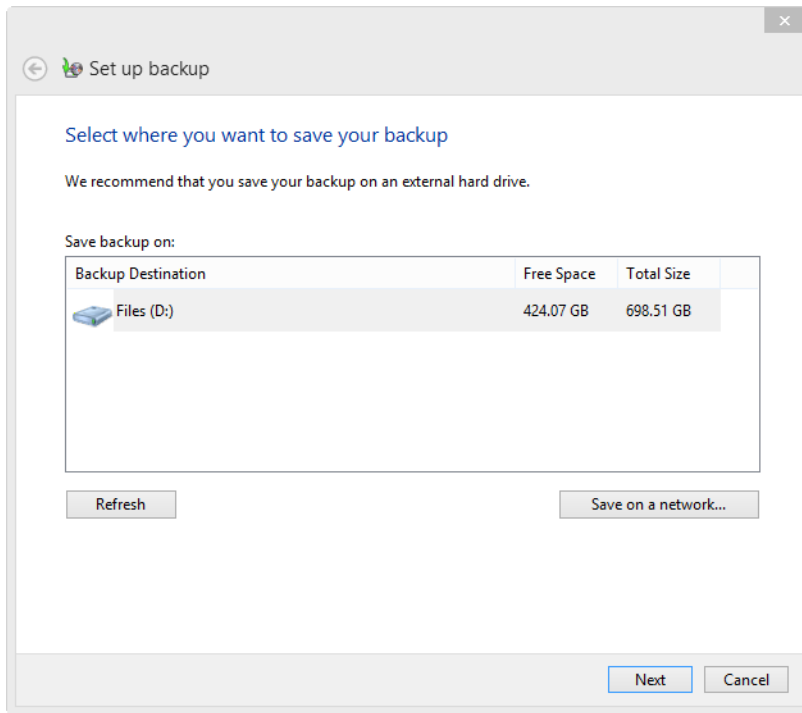 Set up backup
Select where you want to save your backup
We recommend that you save your backup on an external hard drive.
Save backup on:
Backup Destination Free Space Total Size
Files (D:) 424.07 GB 698.51 GB
Refresh Save on a network...
Next Cancel